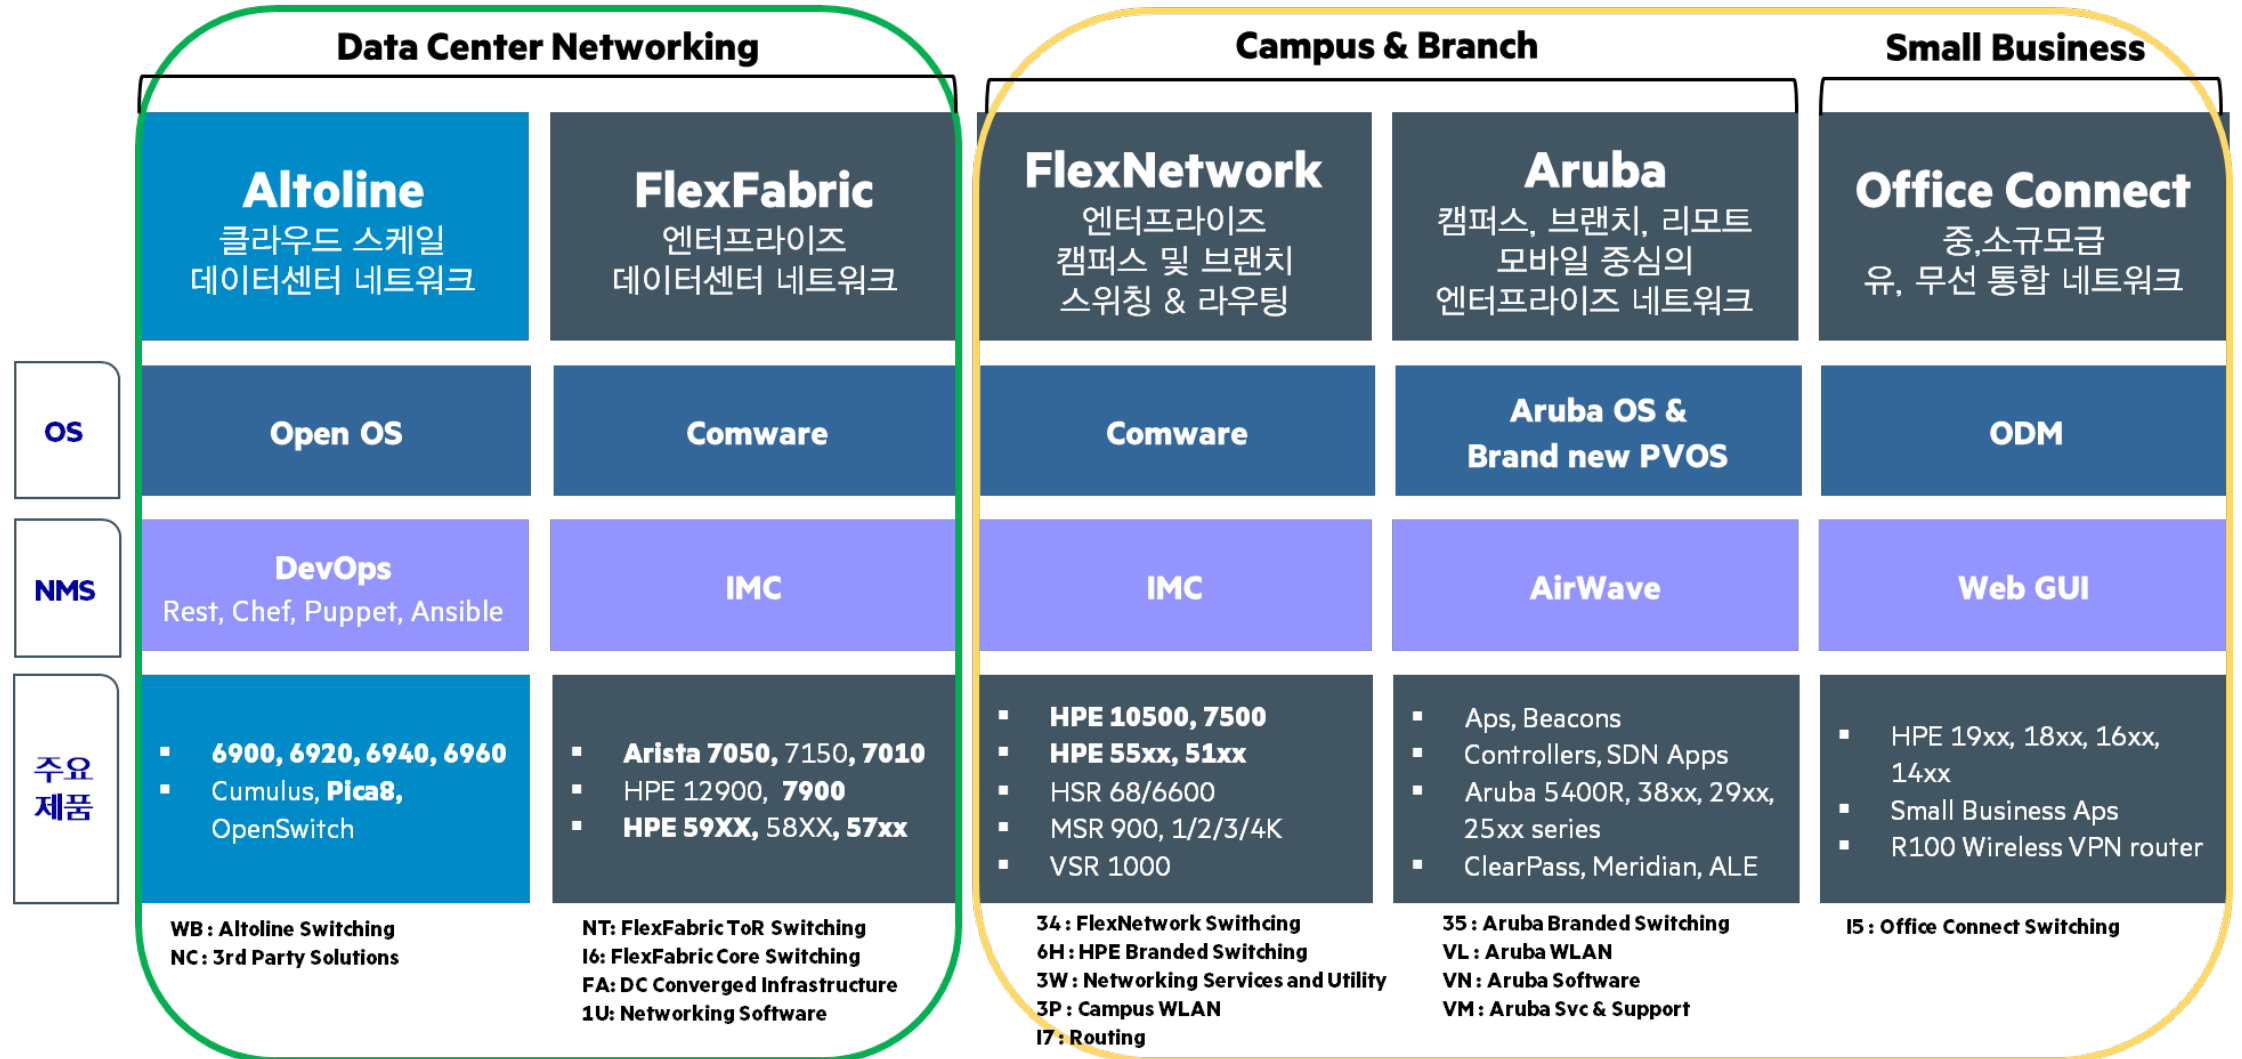 Data Center Networking
Campus & Branch
Small Business
Altoline
클라우드 스케일
데이터센터 네트워크
FlexFabric
엔터프라이즈
데이터센터 네트워크
FlexNetwork
엔터프라이즈
캠퍼스 및 브랜치
스위칭 & 라우팅
Aruba
캠퍼스, 브랜치, 리모트
모바일 중심의
엔터프라이즈 네트워크
Office Connect
중,소규모급
유, 무선 통합 네트워크
OS
Open OS
Comware
Comware
Aruba OS &
Brand new PVOS
ODM
NMS
DevOps
Rest, Chef, Puppet, Ansible
IMC
IMC
AirWave
Web GUI
주요
제품
▪ 6900, 6920, 6940, 6960
▪ Cumulus, Pica8,
OpenSwitch
▪ Arista 7050, 7150, 7010
▪ HPE 12900, 7900
▪ HPE 59XX, 58XX, 57xx
▪ HPE 10500, 7500
▪ HPE 55xx, 51xx
▪ HSR 68/6600
▪ MSR 900, 1/2/3/4K
▪ VSR 1000
▪ Aps, Beacons
▪ Controllers, SDN Apps
▪ Aruba 5400R, 38xx, 29xx,
25xx series
▪ ClearPass, Meridian, ALE
▪ HPE 19xx, 18xx, 16xx,
14xx
▪ Small Business Aps
▪ R100 Wireless VPN router
WB : Altoline Switching
NC : 3rd Party Solutions
NT: FlexFabric ToR Switching
I6: FlexFabric Core Switching
FA: DC Converged Infrastructure
1U: Networking Software
34 : FlexNetwork Swithcing
6H : HPE Branded Switching
3W : Networking Services and Utility
3P : Campus WLAN
I7 : Routing
35 : Aruba Branded Switching
VL : Aruba WLAN
VN : Aruba Software
VM : Aruba Svc & Support
I5 : Office Connect Switching